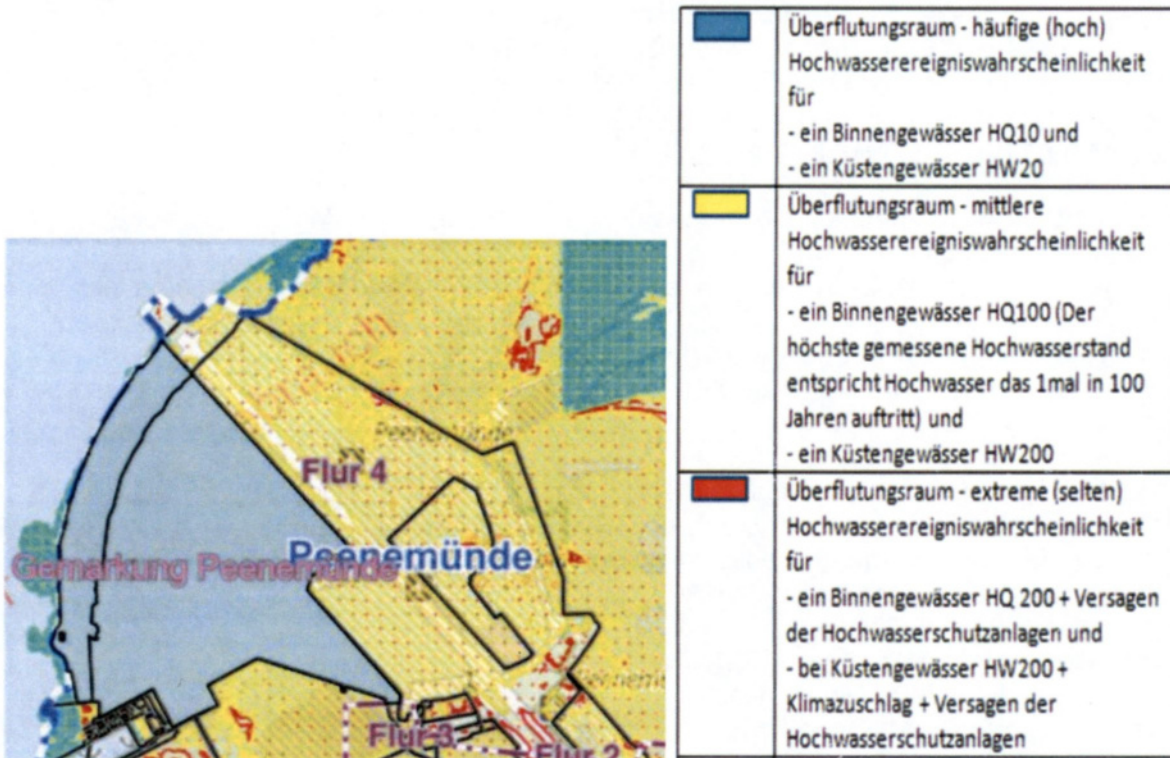 Überflutungsraum - häufige (hoch)
Hochwasserereigniswahrscheinlichkeit
für
- ein Binnengewässer HQ10 und
- ein Küstengewässer HW20
Überflutungsraum - mittlere
Hochwasserereigniswahrscheinlichkeit
für
- ein Binnengewässer HQ100 (Der
höchste gemessene Hochwasserstand
entspricht Hochwasser das 1mal in 100
Jahren auftritt) und
- ein Küstengewässer HW200
Überflutungsraum - extreme (selten)
Hochwasserereigniswahrscheinlichkeit
für
- ein Binnengewässer HQ 200 + Versagen
der Hochwasserschutzanlagen und
- bei Küstengewässer HW200 +
Klimazuschlag + Versagen der
Hochwasserschutzanlagen
Peenemünde
Flur 4
Peenemünde
Gemarkung Peenemünde
Flur 3
Flur 2